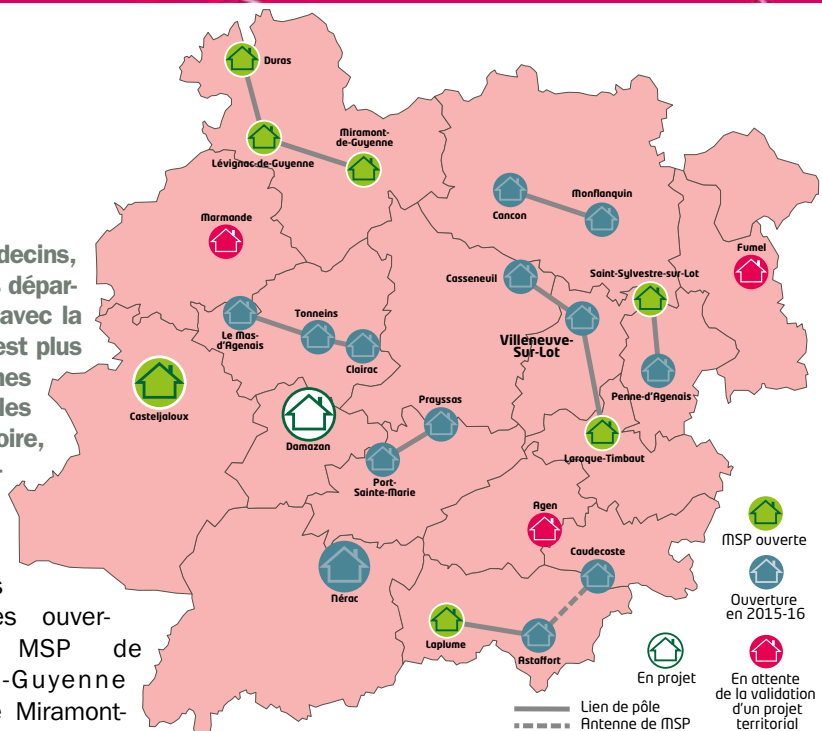 Duras
Lévignac-de-Guyenne
Miramont-
de-Guyenne
Marmande
Cancon
Monflanquin
Fumel
Casseneuil
Saint-Sylvestre-sur-Lot
Villeneuve-
Sur-Lot
Penne-d'Agenais
Le Mas-
d'Agenais
Tonneins
Clairac
Casteljaloux
Damazan
Prayssas
Port-
Sainte-Marie
Laroque-Timbaut
Agen
Caudecoste
Nérac
Laplume
Astaffort
decins,
s dépar-
avec la
est plus
nes
les
oire,
s
es ouver-
MSP de
-Guyenne
e Miramont-
MSP ouverte
Ouverture
en 2015-16
En projet
En attente
de la validation
d'un projet
territorial
Lien de pôle
Antenne de MSP